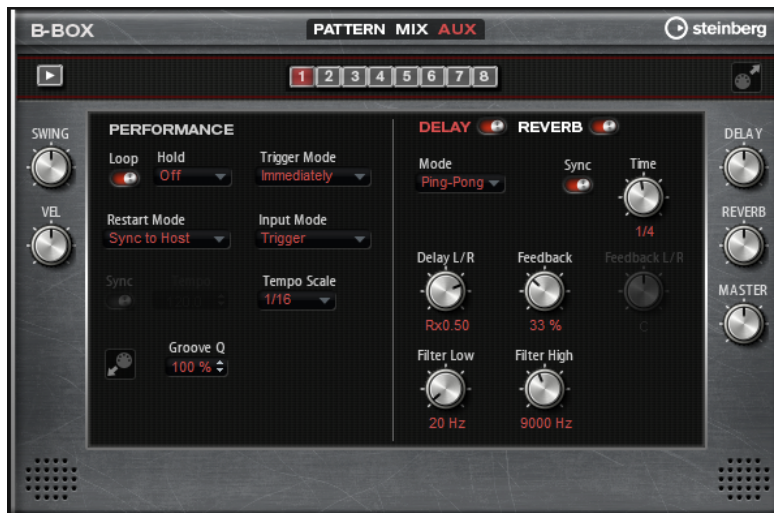 B-BOX PATTERN MIX AUX steinberg
1 2 3 4 5 6 7 8
SWING
VEL
PERFORMANCE
Loop Hold Trigger Mode
Off Immediately
Restart Mode Input Mode
Sync to Host Trigger
Sync Tempo Tempo Scale
1/16
Groove Q
100 %
DELAY REVERB
Mode Sync Time
Ping-Pong
1/4
Delay L/R Feedback Feedback L/R
Rx0.50 33 % C
Filter Low Filter High
20 Hz 9000 Hz
DELAY
REVERB
MASTER